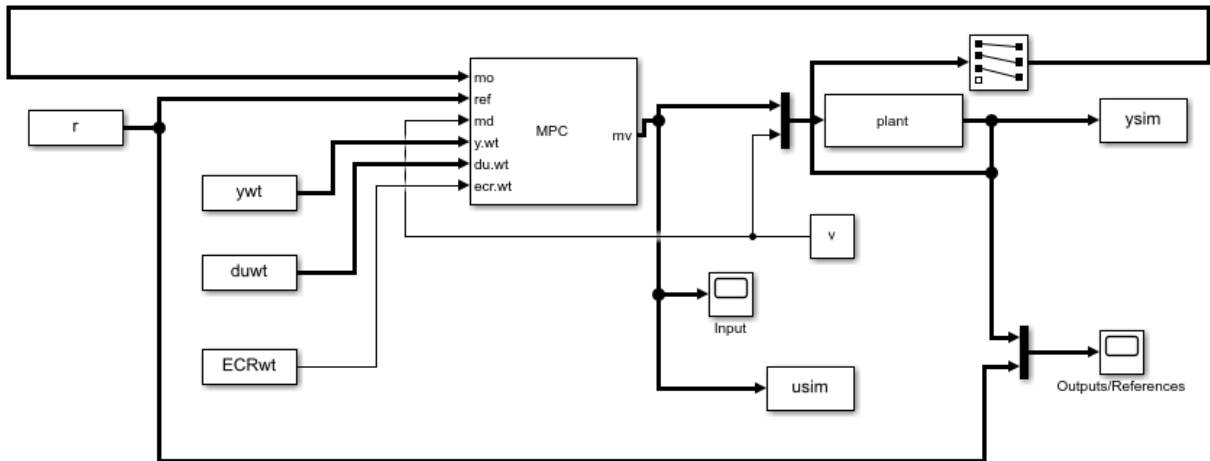 mo
ref
md
y.wt
du.wt
ecr.wt
MPC
mv
r
plant
ysim
ywt
v
duwt
Input
ECRwt
usim
Outputs/References